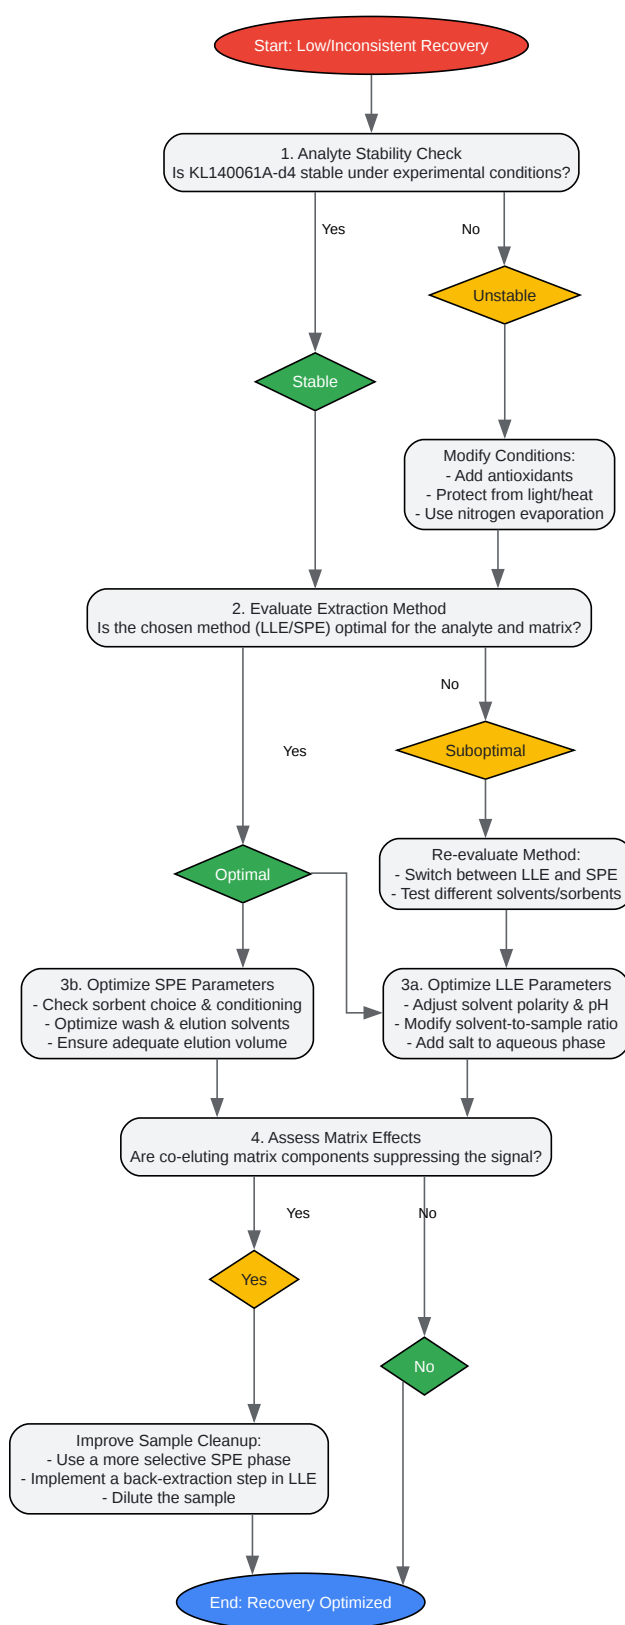 Start: Low/Inconsistent Recovery
1. Analyte Stability Check
Is KL140061A-d4 stable under experimental conditions?
Yes
No
Unstable
Stable
Modify Conditions:
- Add antioxidants
- Protect from light/heat
- Use nitrogen evaporation
2. Evaluate Extraction Method
Is the chosen method (LLE/SPE) optimal for the analyte and matrix?
No
Yes
Suboptimal
Optimal
Re-evaluate Method:
- Switch between LLE and SPE
- Test different solvents/sorbents
3b. Optimize SPE Parameters
- Check sorbent choice & conditioning
- Optimize wash & elution solvents
- Ensure adequate elution volume
3a. Optimize LLE Parameters
- Adjust solvent polarity & pH
- Modify solvent-to-sample ratio
- Add salt to aqueous phase
4. Assess Matrix Effects
Are co-eluting matrix components suppressing the signal?
Yes
No
Yes
No
Improve Sample Cleanup:
- Use a more selective SPE phase
- Implement a back-extraction step in LLE
- Dilute the sample
End: Recovery Optimized